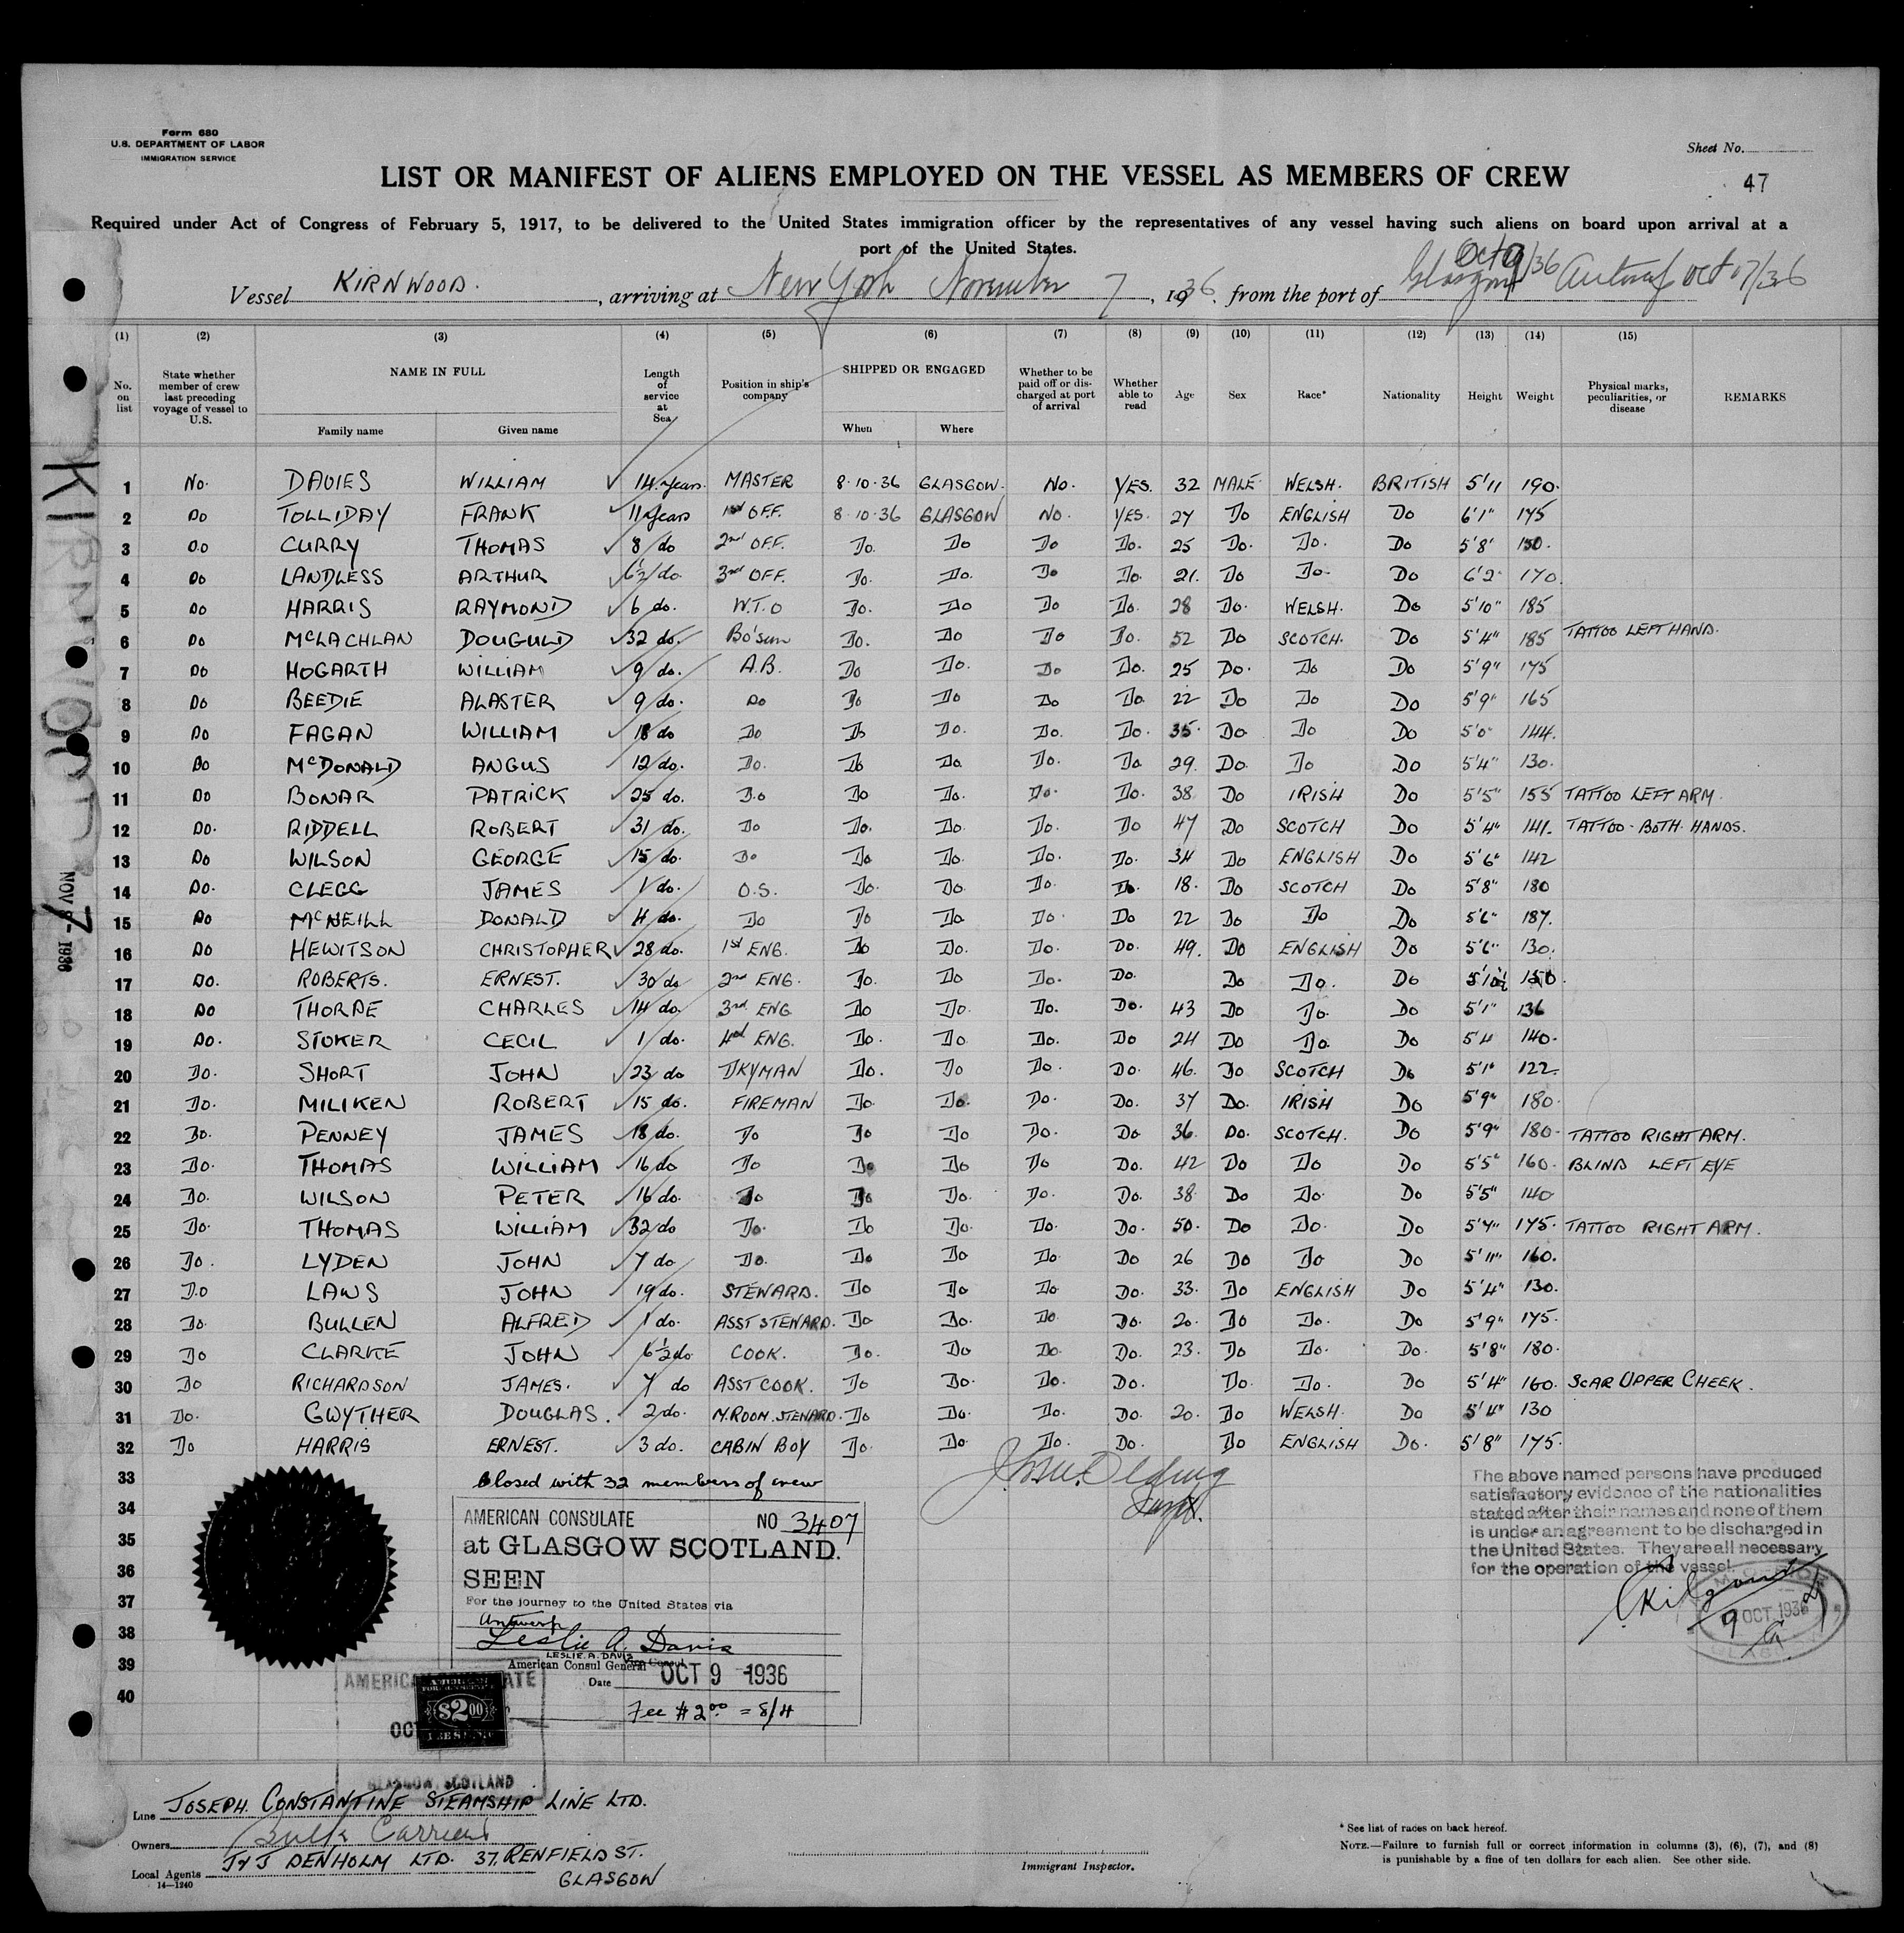 Form 680
U.S. DEPARTMENT OF LABOR
IMMIGRATION SERVICE
Sheet No.
LIST OR MANIFEST OF ALIENS EMPLOYED ON THE VESSEL AS MEMBERS OF CREW
47
Required under Act of Congress of February 5, 1917, to be delivered to the United States immigration officer by the representatives of any vessel having such aliens on board upon arrival at a
port of the United States.
Oct 9/36
Vessel KIRNWOOD. , arriving at New York November 7, 1936. from the port of Glasgow Antwerp Oct 17/36
(1) (2) (3) (4) (5) (6) (7) (8) (9) (10) (11) (12) (13) (14) (15)
No. on list State whether member of crew last preceding voyage of vessel to U.S. NAME IN FULL Length of service at Sea Position in ship's company SHIPPED OR ENGAGED Whether to be paid off or discharged at port of arrival Whether able to read Age Sex Race* Nationality Height Weight Physical marks, peculiarities, or disease REMARKS
Family name Given name When Where
1 No. DAVIES WILLIAM ✓ 14 years. MASTER 8-10-36 GLASGOW. No. YES. 32 MALE WELSH. BRITISH 5'11 190.
2 Do TOLLIDAY FRANK ✓ 11 years 1st OFF. 8-10-36 GLASGOW NO. YES. 27 Do ENGLISH Do 6'1" 175
3 Do CURRY THOMAS ✓ 8 do 2nd OFF. Do. Do Do Do. 25 Do. Do. Do 5'8" 150.
4 Do LANDLESS ARTHUR ✓ 6½ do. 3rd OFF. Do. Do. Do Do. 21. Do Do. Do 6'2" 170.
5 Do HARRIS RAYMOND ✓ 6 do. W.T.O Do. Do Do Do. 28 Do. WELSH. Do 5'10" 185
6 Do McLACHLAN DOUGULD ✓ 32 do. Bo'sun Do. Do Do Do. 52 Do SCOTCH. Do 5'4" 185 TATTOO LEFT HAND.
7 Do HOGARTH WILLIAM ✓ 9 do. A.B. Do Do. Do Do. 25 Do. Do Do 5'9" 175
8 Do BEEDIE ALASTER ✓ 9 do. Do Do Do Do Do. 22 Do Do Do 5'9" 165
9 Do FAGAN WILLIAM ✓ 18 do Do Do Do. Do. Do. 35. Do. Do Do 5'6" 144.
10 Do McDONALD ANGUS ✓ 12 do. Do. Do Do Do. Do 29. Do. Do Do 5'4" 130.
11 Do BONAR PATRICK ✓ 25 do. Do Do Do. Do. Do. 38. Do IRISH Do 5'5" 155 TATTOO LEFT ARM.
12 Do. RIDDELL ROBERT ✓ 31 do. Do Do. Do. Do. Do 47 Do SCOTCH Do 5'4" 141. TATTOO-BOTH-HANDS.
13 Do WILSON GEORGE ✓ 15 do. Do Do Do. Do. Do. 34 Do ENGLISH Do 5'6" 142
14 Do. CLEGG JAMES ✓ 1 do. O.S. Do. Do. Do. Do. 18. Do SCOTCH Do 5'8" 180
15 Do McNEILL DONALD ✓ 4 do. Do Do Do Do. Do 22 Do Do Do 5'6" 187.
16 Do HEWITSON CHRISTOPHER ✓ 28 do. 1st ENG. Do Do. Do. Do. 49. Do ENGLISH Do 5'6" 130.
17 Do. ROBERTS. ERNEST. ✓ 30 do 2nd ENG. Do. Do Do. Do. Do Do. Do 5'10½ 150.
18 Do THORPE CHARLES ✓ 14 do. 3rd ENG Do Do. Do. Do. 43 Do Do. Do 5'1" 136
19 Do. STOKER CECIL ✓ 1 do. 4th ENG. Do. Do. Do. Do 24 Do Do. Do 5'4 140.
20 Do. SHORT JOHN ✓ 23 do DKYMAN Do. Do Do. Do. 46. Do SCOTCH Do 5'1" 122.
21 Do. MILIKEN ROBERT ✓ 15 do. FIREMAN Do. Do. Do. Do. 37 Do. IRISH Do 5'9" 180.
22 Do. PENNEY JAMES ✓ 18 do. Do Do Do Do. Do 36. Do. SCOTCH. Do 5'9" 180. TATTOO RIGHT ARM.
23 Do. THOMAS WILLIAM ✓ 16 do Do Do Do Do Do. 42 Do Do Do 5'5" 160. BLIND LEFT EYE
24 Do. WILSON PETER ✓ 16 do. Do Do Do. Do. Do. 38. Do Do. Do 5'5" 140
25 Do. THOMAS WILLIAM ✓ 32 do Do. Do Do. Do. Do. 50. Do Do. Do 5'7" 175. TATTOO RIGHT ARM.
26 Do. LYDEN JOHN ✓ 7 do Do. Do Do Do. Do 26 Do Do Do 5'11" 160.
27 Do LAWS JOHN ✓ 19 do. STEWARD. Do Do Do Do. 33. Do ENGLISH Do 5'4" 130.
28 Do. BULLEN ALFRED ✓ 1 do. ASST STEWARD. Do Do. Do Do. 20. Do Do. Do 5'9" 175.
29 Do CLARKE JOHN ✓ 6½ do COOK. Do. Do Do. Do. 23. Do Do. Do. 5'8" 180.
30 Do RICHARDSON JAMES. ✓ 7 do ASST COOK. Do Do. Do. Do. Do. Do. Do 5'4" 160. SCAR UPPER CHEEK.
31 Do. GWYTHER DOUGLAS. 2 do. M.ROOM.STEWARD. Do Do. Do. Do. 20. Do WELSH. Do 5'4" 130
32 Do HARRIS ERNEST. ✓ 3 do. CABIN BOY Do. Do. Do. Do. Do ENGLISH Do. 5'8" 175.
33
34
35
36
37
38
39
40
Closed with 32 members of crew
AMERICAN CONSULATE NO 3407
at GLASGOW SCOTLAND.
SEEN
For the journey to the United States via
Antwerp
Leslie A. Davis
LESLIE A. DAVIS
American Consul General
Date OCT 9 -1936
Fee $2.00 = 8/4
AMERICAN CONSULATE
OCT
$2.00
GLASGOW, SCOTLAND
The above named persons have produced
satisfactory evidence of the nationalities
stated after their names and none of them
is under an agreement to be discharged in
the United States. They are all necessary
for the operation of the vessel.
9 OCT. 1936
KIRNWOOD
NOV 7 - 1936
Line JOSEPH CONSTANTINE STEAMSHIP LINE LTD.
Owners Bulk Carriers
Local Agents J & J DENHOLM LTD. 37, RENFIELD ST.
GLASGOW
14—1240
Immigrant Inspector.
* See list of races on back hereof.
NOTE.—Failure to furnish full or correct information in columns (3), (6), (7), and (8)
is punishable by a fine of ten dollars for each alien. See other side.